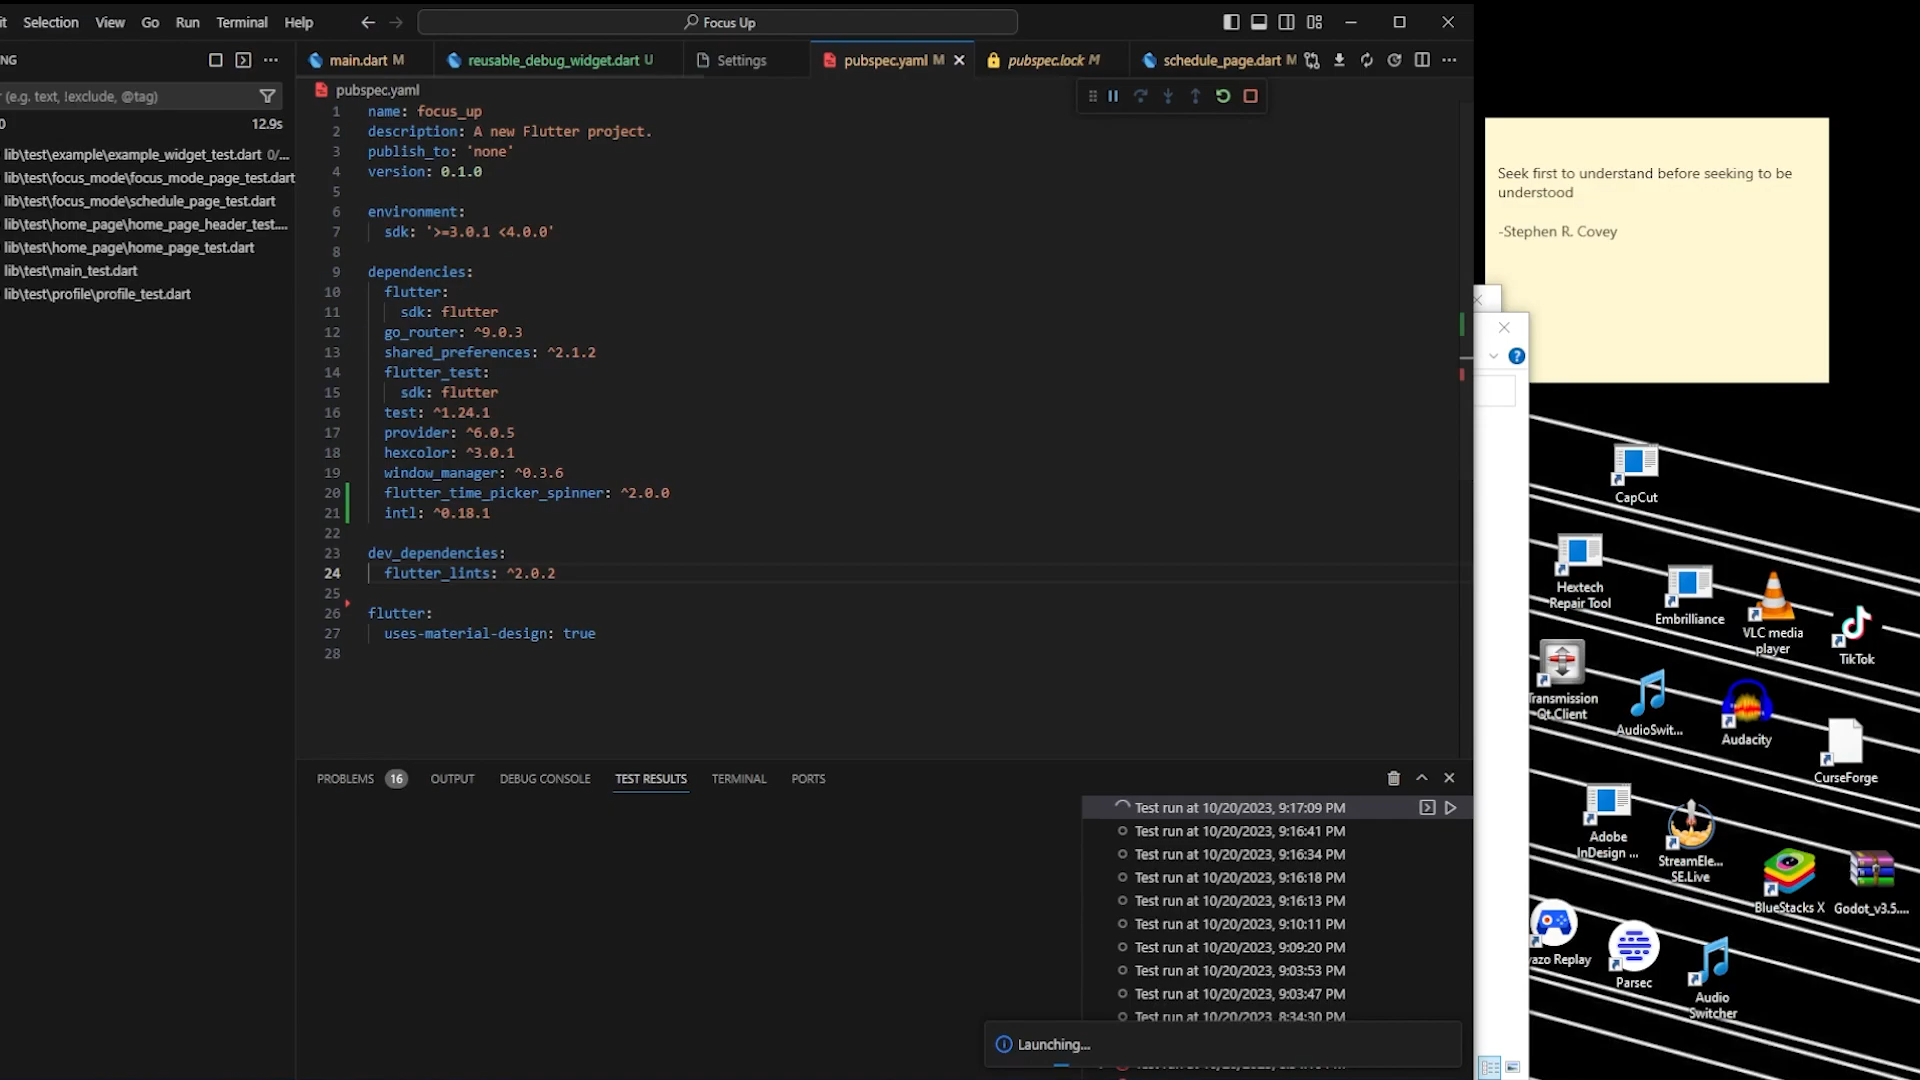 it Selection View Go Run Terminal Help
Focus Up
NG
main.dart M
reusable_debug_widget.dart U
Settings
pubspec.yaml M
pubspec.lock M
schedule_page.dart M
r (e.g. text, !exclude, @tag)
0
12.9s
lib\test\example\example_widget_test.dart 0/...
lib\test\focus_mode\focus_mode_page_test.dart
lib\test\focus_mode\schedule_page_test.dart
lib\test\home_page\home_page_header_test....
lib\test\home_page\home_page_test.dart
lib\test\main_test.dart
lib\test\profile\profile_test.dart
pubspec.yaml
1 name: focus_up
2 description: A new Flutter project.
3 publish_to: 'none'
4 version: 0.1.0
5
6 environment:
7 sdk: '>=3.0.1 <4.0.0'
8
9 dependencies:
10 flutter:
11 sdk: flutter
12 go_router: ^9.0.3
13 shared_preferences: ^2.1.2
14 flutter_test:
15 sdk: flutter
16 test: ^1.24.1
17 provider: ^6.0.5
18 hexcolor: ^3.0.1
19 window_manager: ^0.3.6
20 flutter_time_picker_spinner: ^2.0.0
21 intl: ^0.18.1
22
23 dev_dependencies:
24 flutter_lints: ^2.0.2
25
26 flutter:
27 uses-material-design: true
28
PROBLEMS 16 OUTPUT DEBUG CONSOLE TEST RESULTS TERMINAL PORTS
Test run at 10/20/2023, 9:17:09 PM
Test run at 10/20/2023, 9:16:41 PM
Test run at 10/20/2023, 9:16:34 PM
Test run at 10/20/2023, 9:16:18 PM
Test run at 10/20/2023, 9:16:13 PM
Test run at 10/20/2023, 9:10:11 PM
Test run at 10/20/2023, 9:09:20 PM
Test run at 10/20/2023, 9:03:53 PM
Test run at 10/20/2023, 9:03:47 PM
Test run at 10/20/2023, 8:34:30 PM
Launching...
Seek first to understand before seeking to be
understood
-Stephen R. Covey
CapCut
Hextech
Repair Tool
Embrilliance
VLC media
player
TikTok
Transmission
Qt Client
AudioSwit...
Audacity
CurseForge
Adobe
InDesign ...
StreamEle...
SE.Live
BlueStacks X
Godot_v3.5....
yazo Replay
Parsec
Audio
Switcher